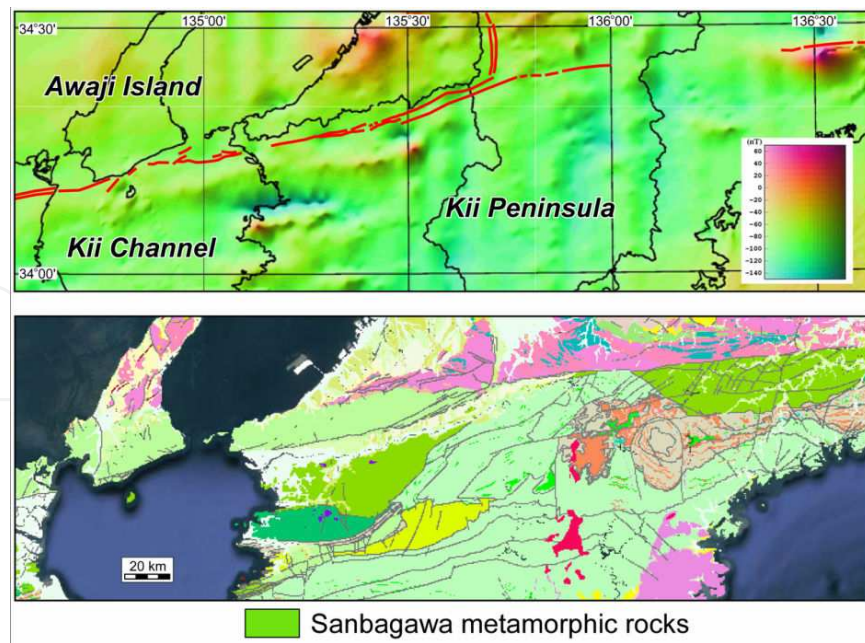 135°00' 135°30' 136°00' 136°30'
34°30'
Awaji Island
(nT)
60
40
20
0
−20
−40
−60
−80
−100
−120
−140
Kii Peninsula
Kii Channel
34°00'
20 km
Sanbagawa metamorphic rocks